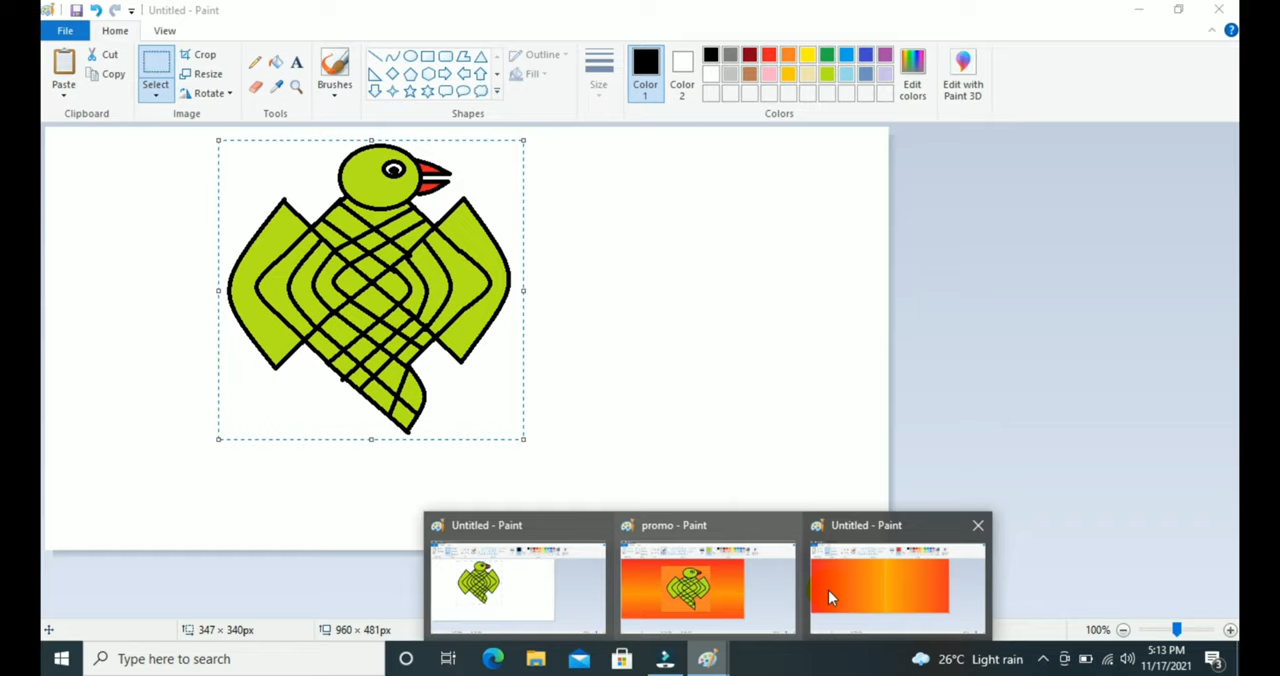 Untitled - Paint
File Home View
Paste
Cut
Copy
Clipboard
Select
Crop
Resize
Rotate
Image
A
Tools
Brushes
Outline
Fill
Shapes
Size
Color 1
Color 2
Edit colors
Edit with Paint 3D
Colors
Untitled - Paint
promo - Paint
Untitled - Paint
347 × 340px
960 × 481px
100%
Type here to search
26°C Light rain
5:13 PM
11/17/2021
3